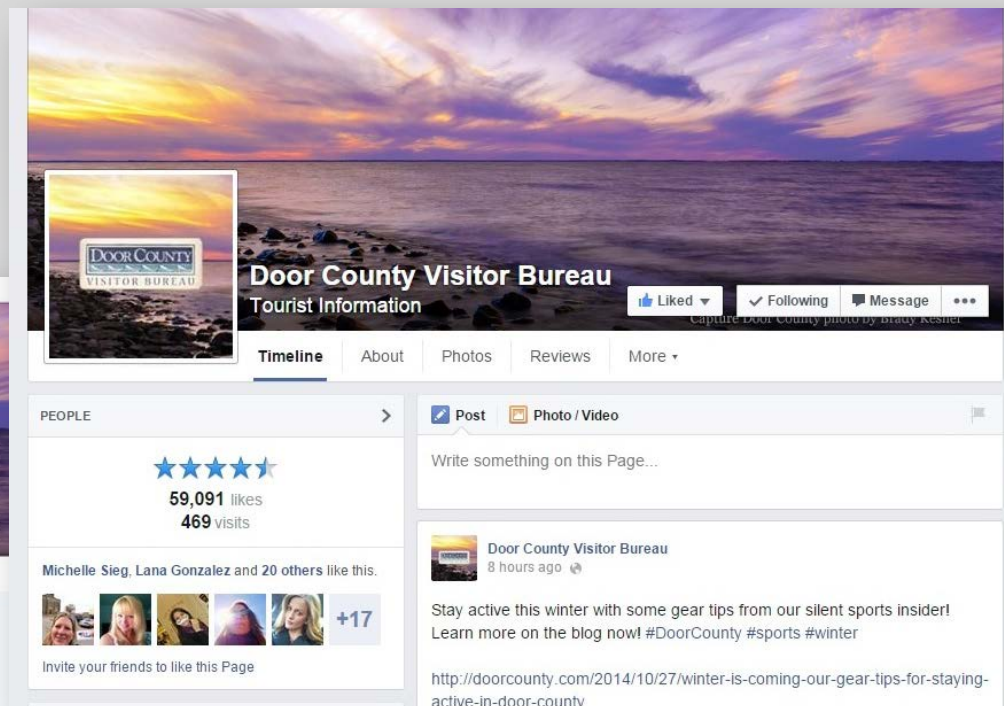 DOOR COUNTY
VISITOR BUREAU
Door County Visitor Bureau
Tourist Information
Liked
Following
Message
Capture Door County photo by Brady Kesner
Timeline
About
Photos
Reviews
More
PEOPLE
59,091 likes
469 visits
Michelle Sieg, Lana Gonzalez and 20 others like this.
+17
Invite your friends to like this Page
Post
Photo / Video
Write something on this Page...
Door County Visitor Bureau
8 hours ago
Stay active this winter with some gear tips from our silent sports insider!
Learn more on the blog now! #DoorCounty #sports #winter
http://doorcounty.com/2014/10/27/winter-is-coming-our-gear-tips-for-staying-
active-in-door-county